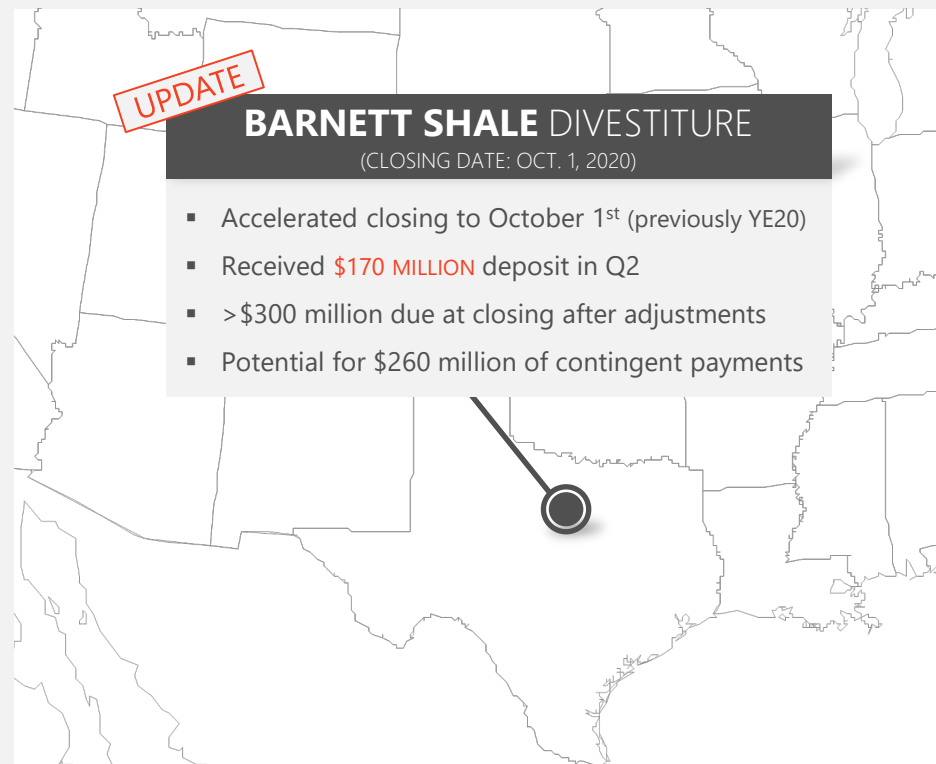 UPDATE
BARNETT SHALE DIVESTITURE
(CLOSING DATE: OCT. 1, 2020)
▪ Accelerated closing to October 1st (previously YE20)
▪ Received $170 MILLION deposit in Q2
▪ >$300 million due at closing after adjustments
▪ Potential for $260 million of contingent payments